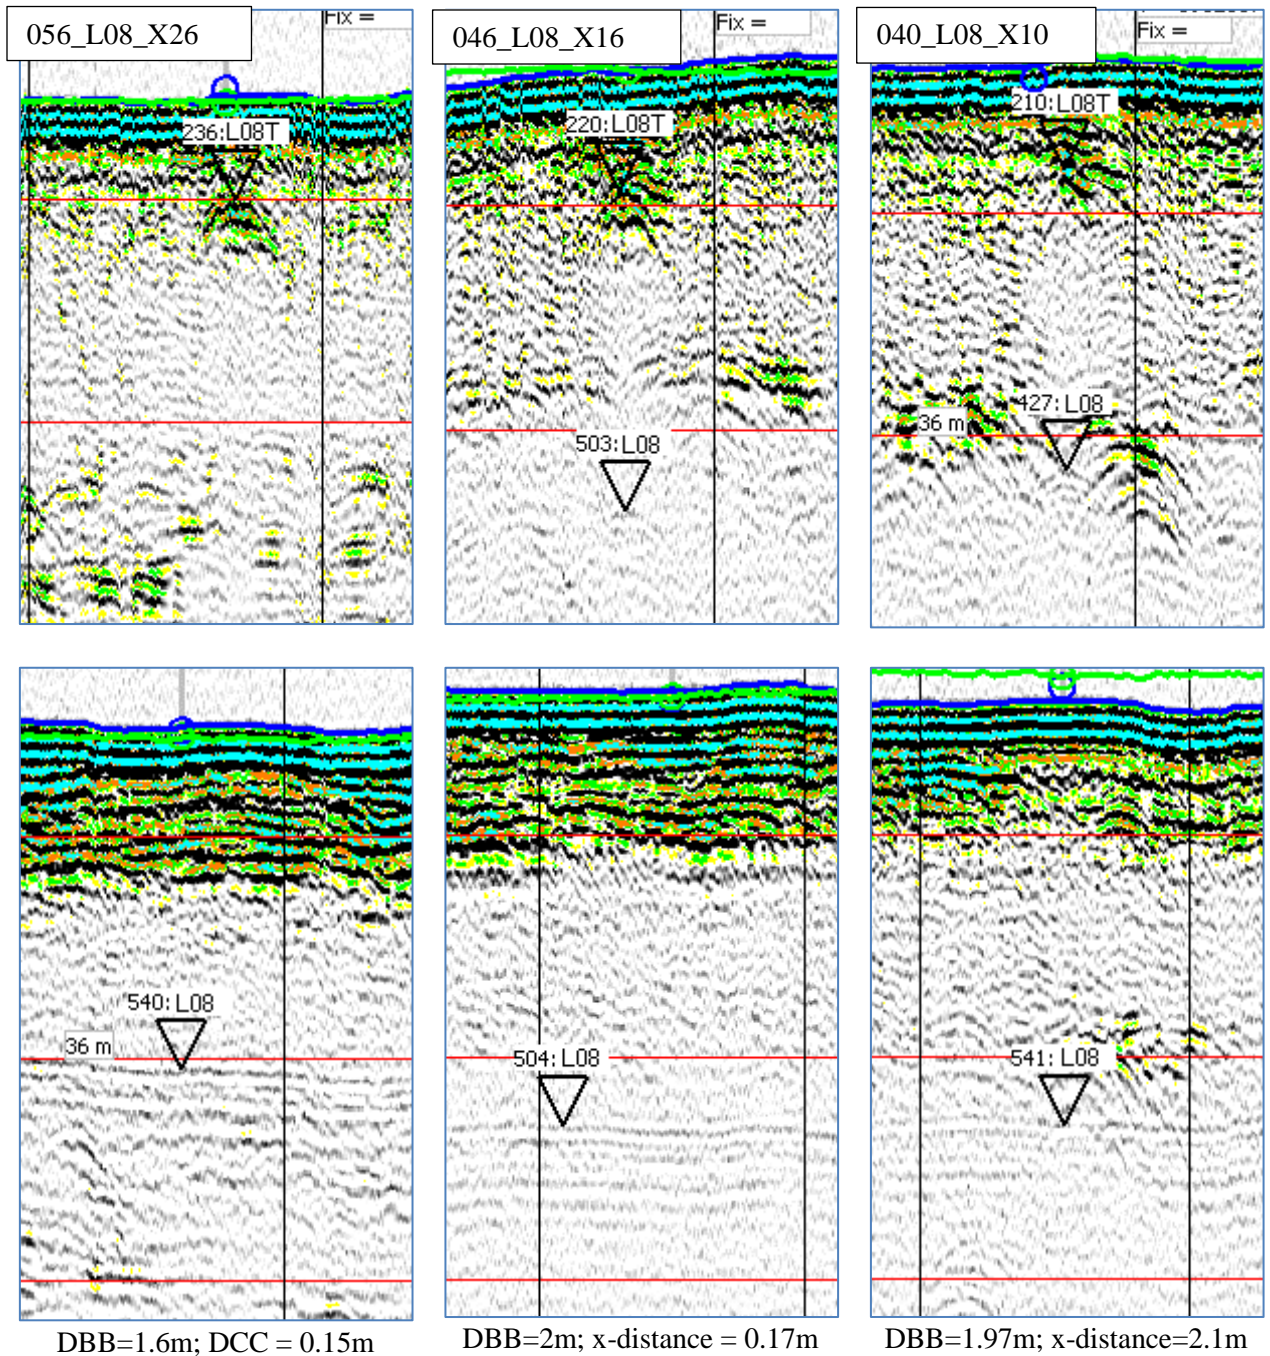 056_L08_X26
Fix =
236:L08T
046_L08_X16
Fix =
220:L08T
503:L08
040_L08_X10
Fix =
210:L08T
427:L08
36 m
540:L08
36 m
504:L08
541:L08
DBB=1.6m; DCC = 0.15m
DBB=2m; x-distance = 0.17m
DBB=1.97m; x-distance=2.1m